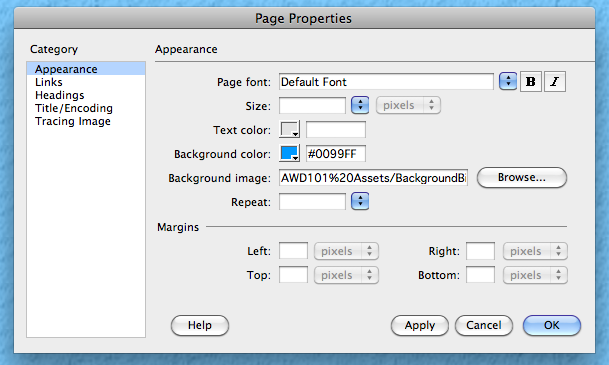 Page Properties
Category
Appearance
Links
Headings
Title/Encoding
Tracing Image
Appearance
Page font: Default Font B I
Size: pixels
Text color:
Background color: #0099FF
Background image: AWD101%20Assets/BackgroundB Browse...
Repeat:
Margins
Left: pixels Right: pixels
Top: pixels Bottom: pixels
Help Apply Cancel OK